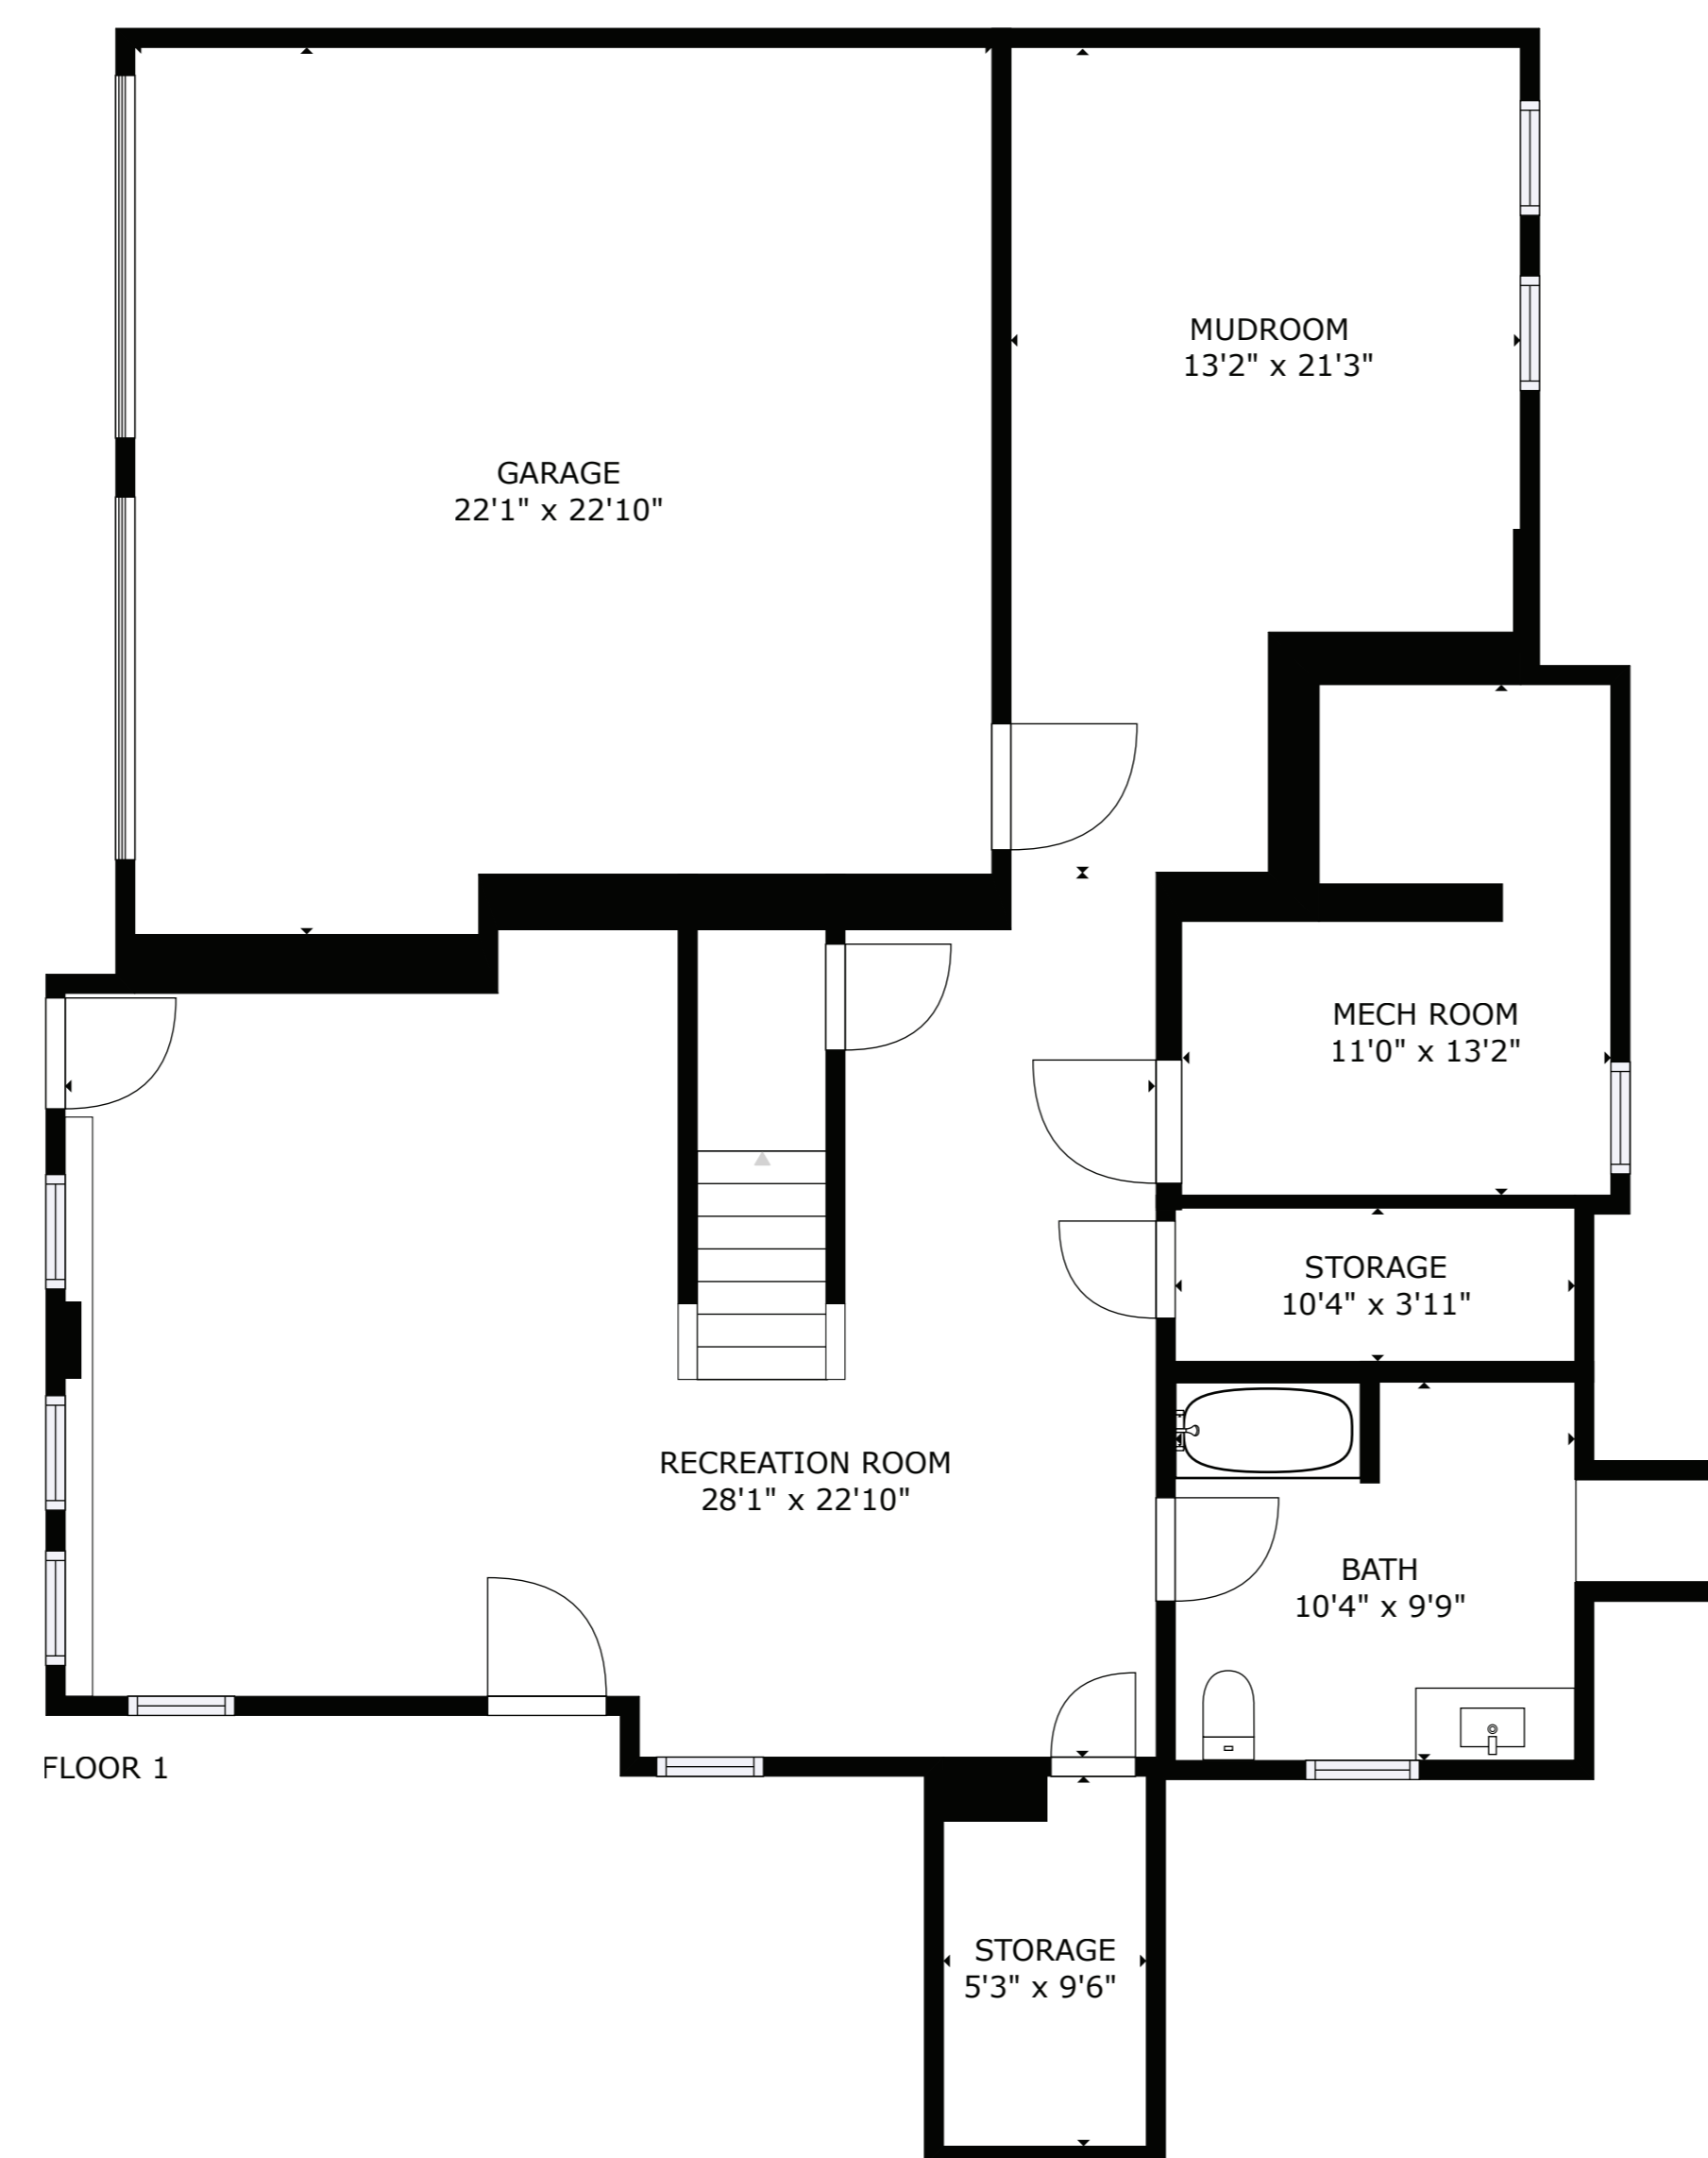 MUDROOM
13'2" x 21'3"
GARAGE
22'1" x 22'10"
MECH ROOM
11'0" x 13'2"
STORAGE
10'4" x 3'11"
RECREATION ROOM
28'1" x 22'10"
BATH
10'4" x 9'9"
FLOOR 1
STORAGE
5'3" x 9'6"